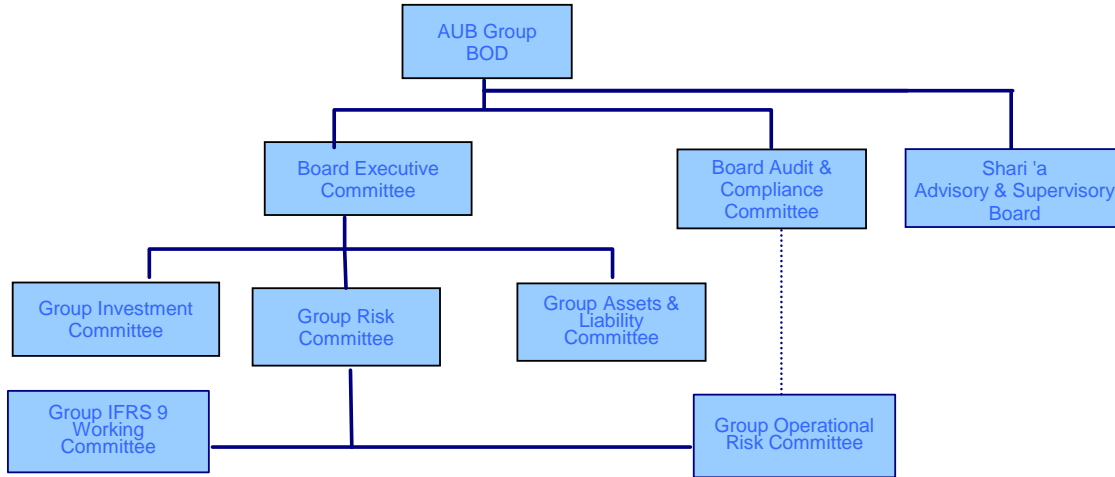 AUB Group
BOD
Board Executive
Committee
Board Audit &
Compliance
Committee
Shari 'a
Advisory & Supervisory
Board
Group Investment
Committee
Group Risk
Committee
Group Assets &
Liability
Committee
Group IFRS 9
Working
Committee
Group Operational
Risk Committee